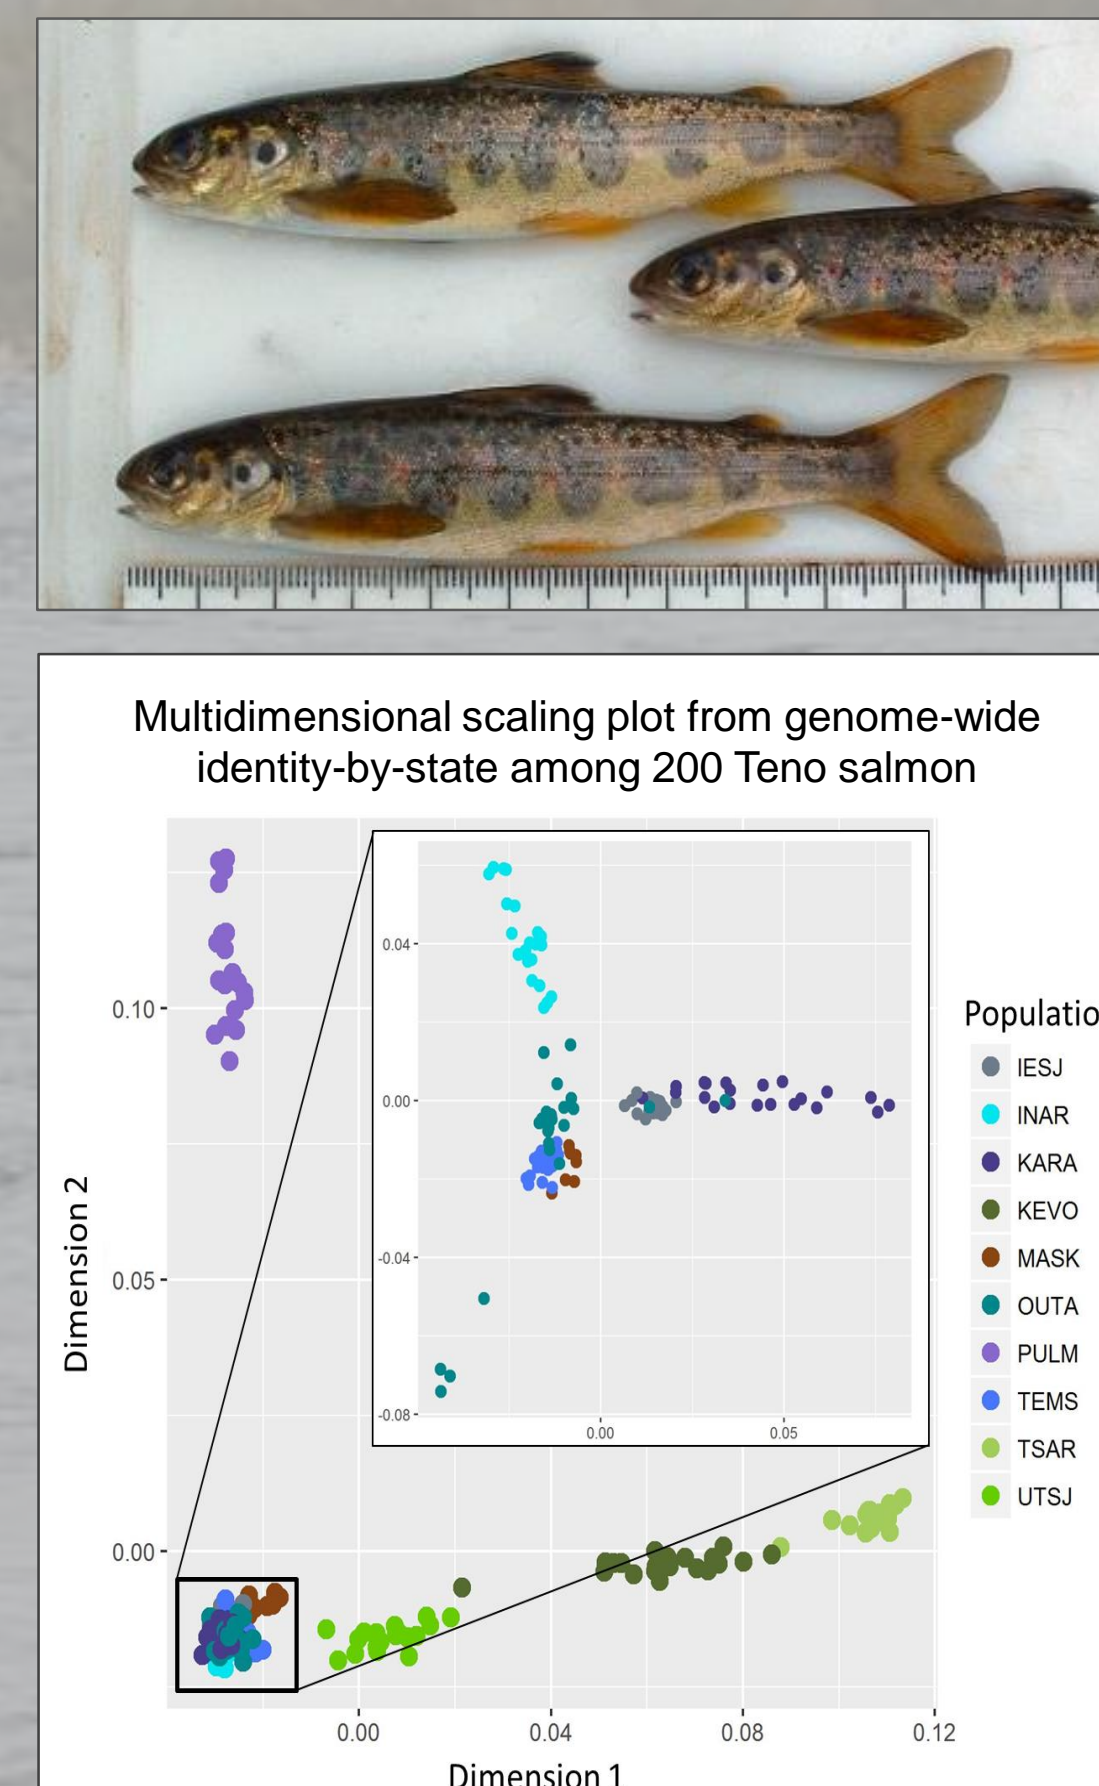 Multidimensional scaling plot from genome-wide
identity-by-state among 200 Teno salmon
Dimension 2
0.10
0.05
0.00
0.04
0.00
-0.04
-0.08
0.00
0.05
Populatio
IESJ
INAR
KARA
KEVO
MASK
OUTA
PULM
TEMS
TSAR
UTSJ
0.00
0.04
0.08
0.12
Dimension 1